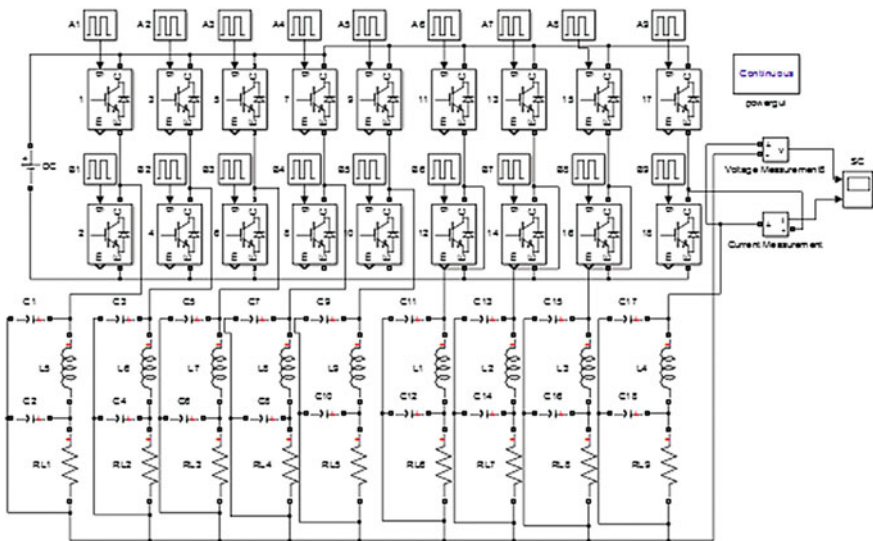 A1 A2 A3 A4 A5 A6 A7 A8 A9
g C g C g C g C g C g C g C g C g C
1 3 5 7 9 11 13 15 17
E E E E E E E E E
Continuous
powergui
DC
B1 B2 B3 B4 B5 B6 B7 B8 B9
Voltage Measurement5
SC
g C g C g C g C g C g C g C g C g C
2 4 6 8 10 12 14 16 18
E E E E E E E E E
Current Measurement
C1 C3 C5 C7 C9 C11 C13 C15 C17
L5 L6 L7 L8 L9 L1 L2 L3 L4
C2 C4 C6 C8 C10 C12 C14 C16 C18
RL1 RL2 RL3 RL4 RL5 RL6 RL7 RL8 RL9